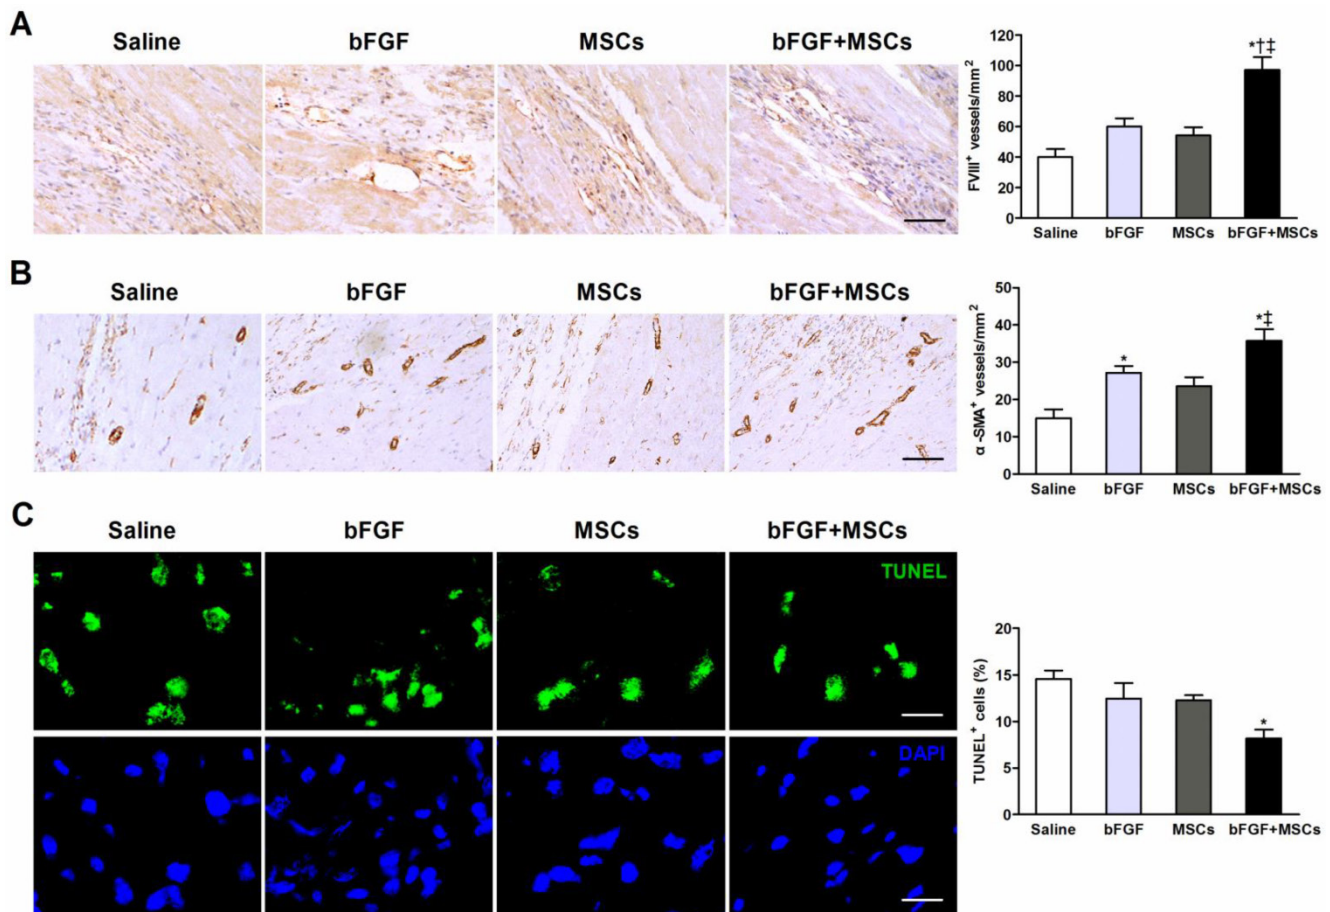 A
Saline bFGF MSCs bFGF+MSCs
FVIII⁺ vessels/mm²
120
100
80
60
40
20
0
*†‡
Saline bFGF MSCs bFGF+MSCs
B
Saline bFGF MSCs bFGF+MSCs
α-SMA⁺ vessels/mm²
50
40
30
20
10
0
*
*‡
Saline bFGF MSCs bFGF+MSCs
C
Saline bFGF MSCs bFGF+MSCs
TUNEL
DAPI
TUNEL⁺ cells (%)
20
15
10
5
0
*
Saline bFGF MSCs bFGF+MSCs